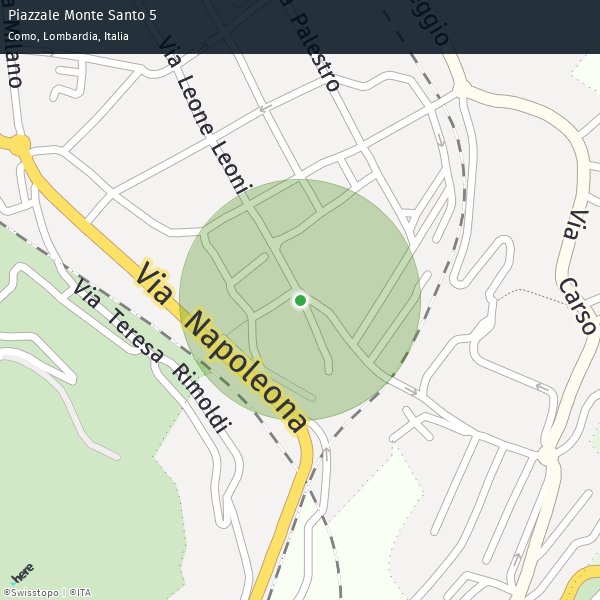 Piazzale Monte Santo 5
Como, Lombardia, Italia
Milano
Via Leone Leoni
Palestro
Via Napoleona
Via Teresa Rimoldi
Via Carso
here
©Swisstopo | ©ITA